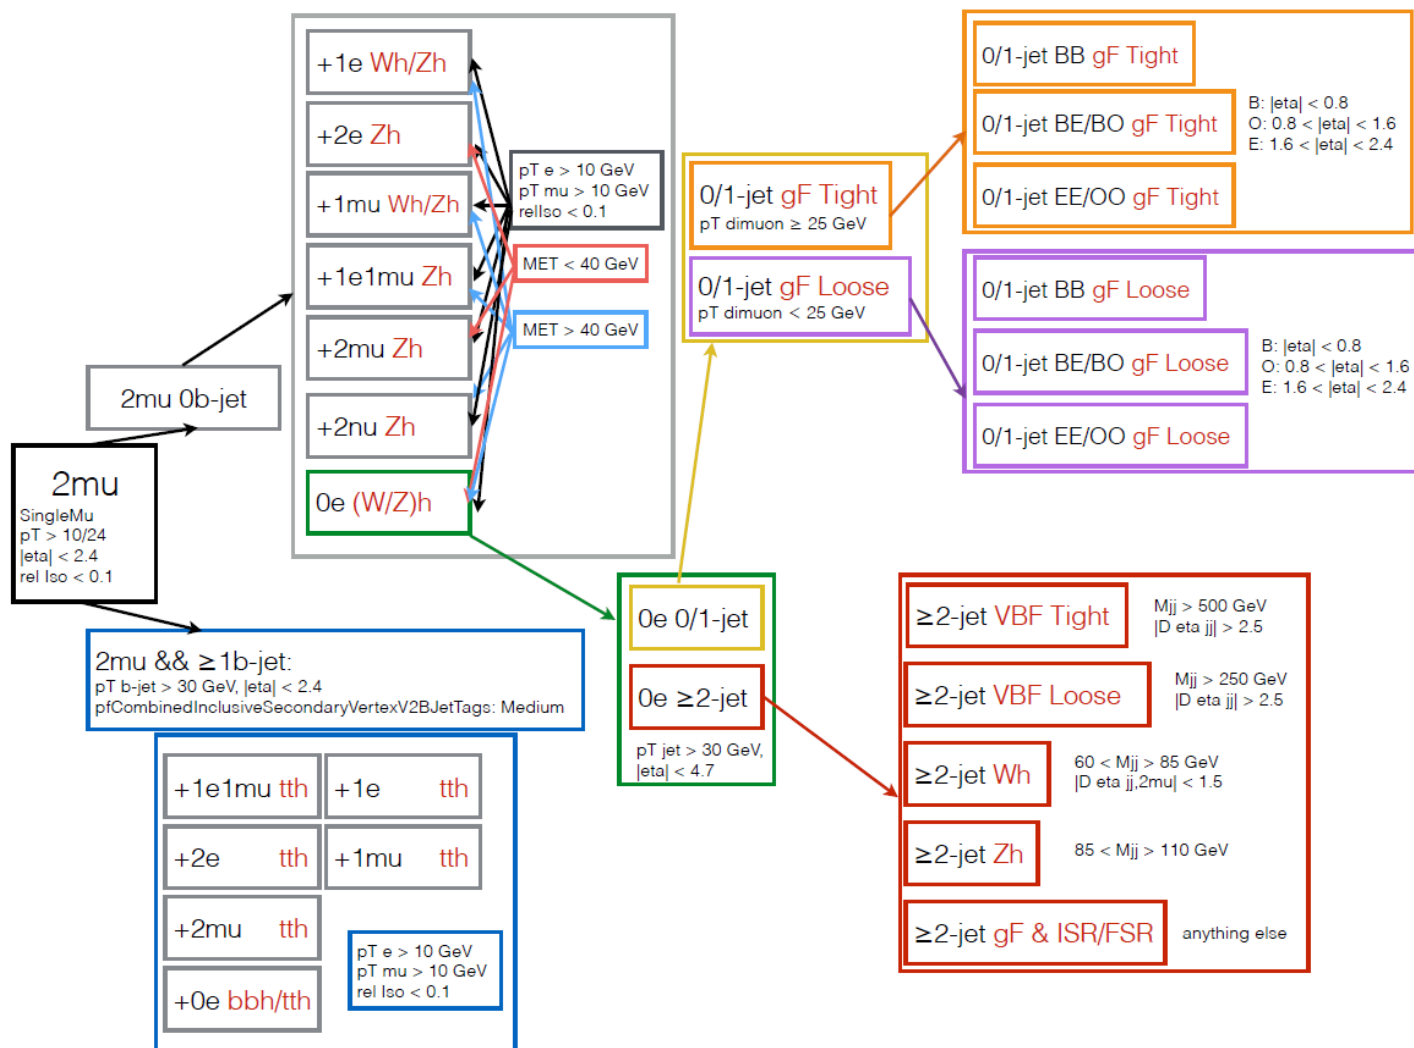 +1e Wh/Zh
+2e Zh
+1mu Wh/Zh
+1e1mu Zh
+2mu Zh
+2nu Zh
0e (W/Z)h
pT e > 10 GeV
pT mu > 10 GeV
relIso < 0.1
MET < 40 GeV
MET > 40 GeV
2mu 0b-jet
2mu
SingleMu
pT > 10/24
|eta| < 2.4
rel Iso < 0.1
2mu && ≥1b-jet:
pT b-jet > 30 GeV, |eta| < 2.4
pfCombinedInclusiveSecondaryVertexV2BJetTags: Medium
+1e1mu tth
+1e tth
+2e tth
+1mu tth
+2mu tth
+0e bbh/tth
pT e > 10 GeV
pT mu > 10 GeV
rel Iso < 0.1
0/1-jet gF Tight
pT dimuon ≥ 25 GeV
0/1-jet gF Loose
pT dimuon < 25 GeV
0/1-jet BB gF Tight
0/1-jet BE/BO gF Tight
0/1-jet EE/OO gF Tight
B: |eta| < 0.8
O: 0.8 < |eta| < 1.6
E: 1.6 < |eta| < 2.4
0/1-jet BB gF Loose
0/1-jet BE/BO gF Loose
0/1-jet EE/OO gF Loose
B: |eta| < 0.8
O: 0.8 < |eta| < 1.6
E: 1.6 < |eta| < 2.4
0e 0/1-jet
0e ≥2-jet
pT jet > 30 GeV,
|eta| < 4.7
≥2-jet VBF Tight
Mjj > 500 GeV
|D eta jj| > 2.5
≥2-jet VBF Loose
Mjj > 250 GeV
|D eta jj| > 2.5
≥2-jet Wh
60 < Mjj > 85 GeV
|D eta jj,2mu| < 1.5
≥2-jet Zh
85 < Mjj > 110 GeV
≥2-jet gF & ISR/FSR
anything else